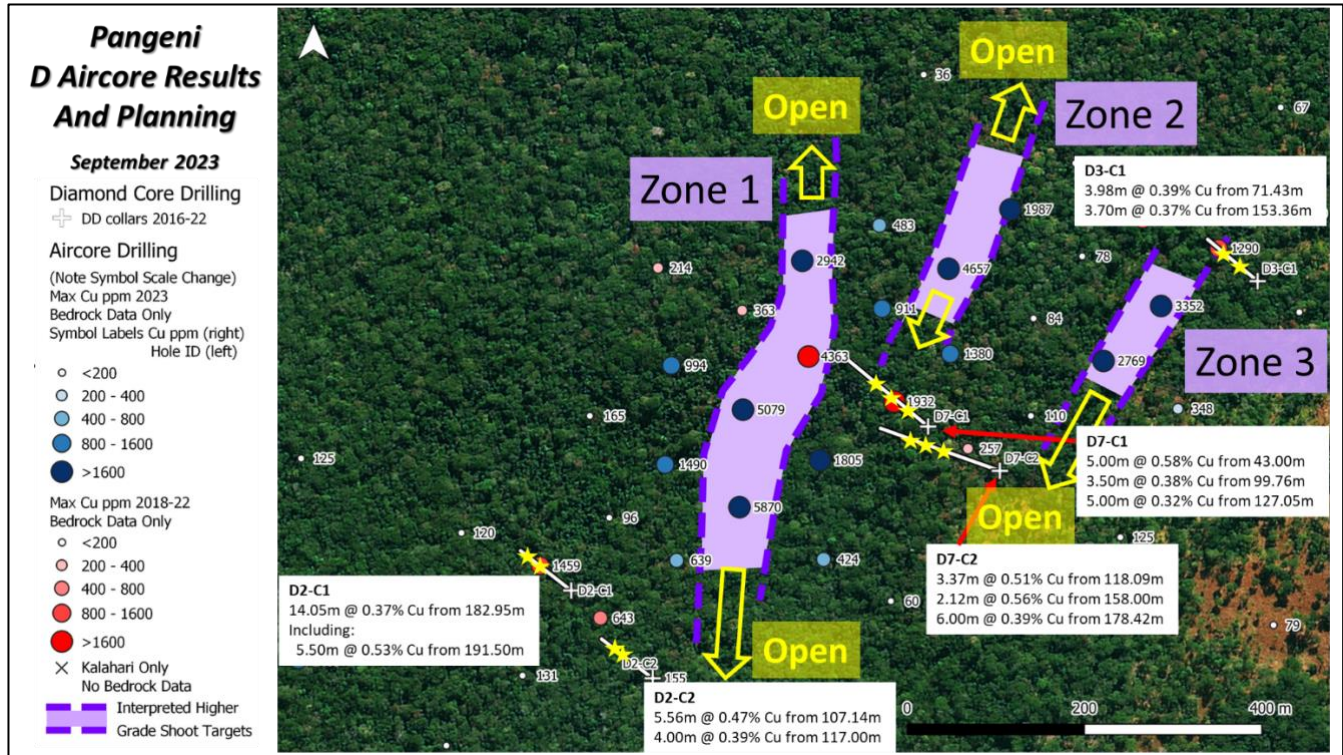 Pangeni
D Aircore Results
And Planning
September 2023
Diamond Core Drilling
DD collars 2016-22
Aircore Drilling
(Note Symbol Scale Change)
Max Cu ppm 2023
Bedrock Data Only
Symbol Labels Cu ppm (right)
Hole ID (left)
<200
200 - 400
400 - 800
800 - 1600
>1600
Max Cu ppm 2018-22
Bedrock Data Only
<200
200 - 400
400 - 800
800 - 1600
>1600
Kalahari Only
No Bedrock Data
Interpreted Higher
Grade Shoot Targets
Open
36
Open
67
Zone 2
Zone 1
D3-C1
3.98m @ 0.39% Cu from 71.43m
3.70m @ 0.37% Cu from 153.36m
1987
483
214
2942
4657
78
1290
D3-C1
363
911
84
3352
994
4363
1380
2769
Zone 3
165
5079
1932
D7-C1
110
348
125
1490
1805
257
D7-C2
D7-C1
5.00m @ 0.58% Cu from 43.00m
3.50m @ 0.38% Cu from 99.76m
5.00m @ 0.32% Cu from 127.05m
96
5870
Open
120
125
639
424
1459
D2-C1
D7-C2
3.37m @ 0.51% Cu from 118.09m
2.12m @ 0.56% Cu from 158.00m
6.00m @ 0.39% Cu from 178.42m
D2-C1
14.05m @ 0.37% Cu from 182.95m
Including:
5.50m @ 0.53% Cu from 191.50m
60
643
79
Open
D2-C2
155
131
D2-C2
5.56m @ 0.47% Cu from 107.14m
4.00m @ 0.39% Cu from 117.00m
0
200
400 m